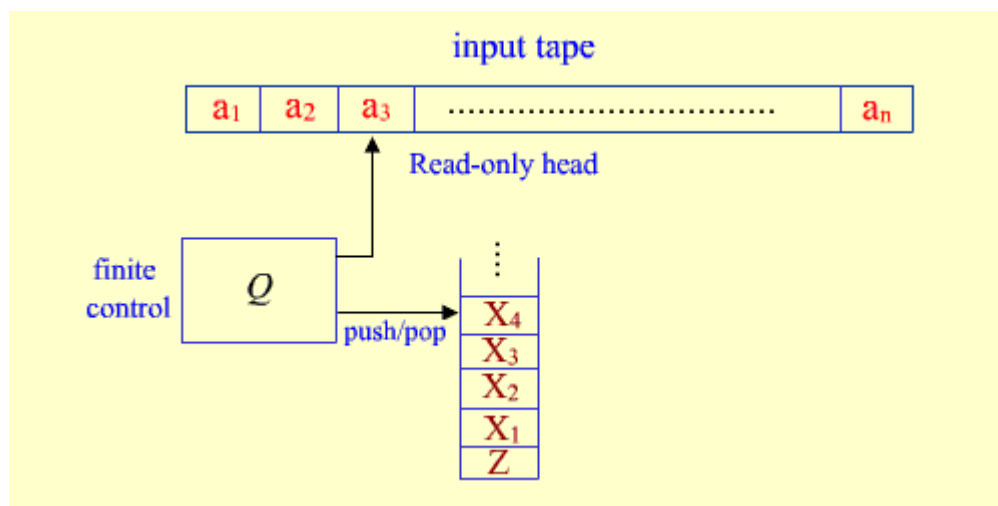 input tape
a₁ a₂ a₃ ................................. aₙ
Read-only head
finite
control
Q
push/pop
X₄
X₃
X₂
X₁
Z